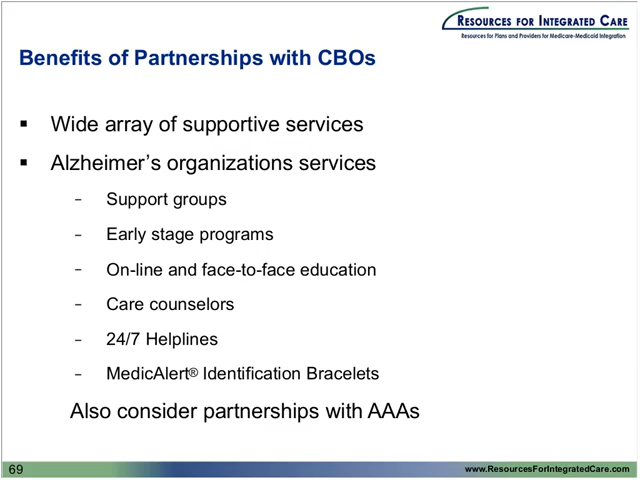 RESOURCES FOR INTEGRATED CARE
Resources for Plans and Providers for Medicare-Medicaid Integration
Benefits of Partnerships with CBOs
▪ Wide array of supportive services
▪ Alzheimer’s organizations services
– Support groups
– Early stage programs
– On-line and face-to-face education
– Care counselors
– 24/7 Helplines
– MedicAlert® Identification Bracelets
Also consider partnerships with AAAs
69
www.ResourcesForIntegratedCare.com